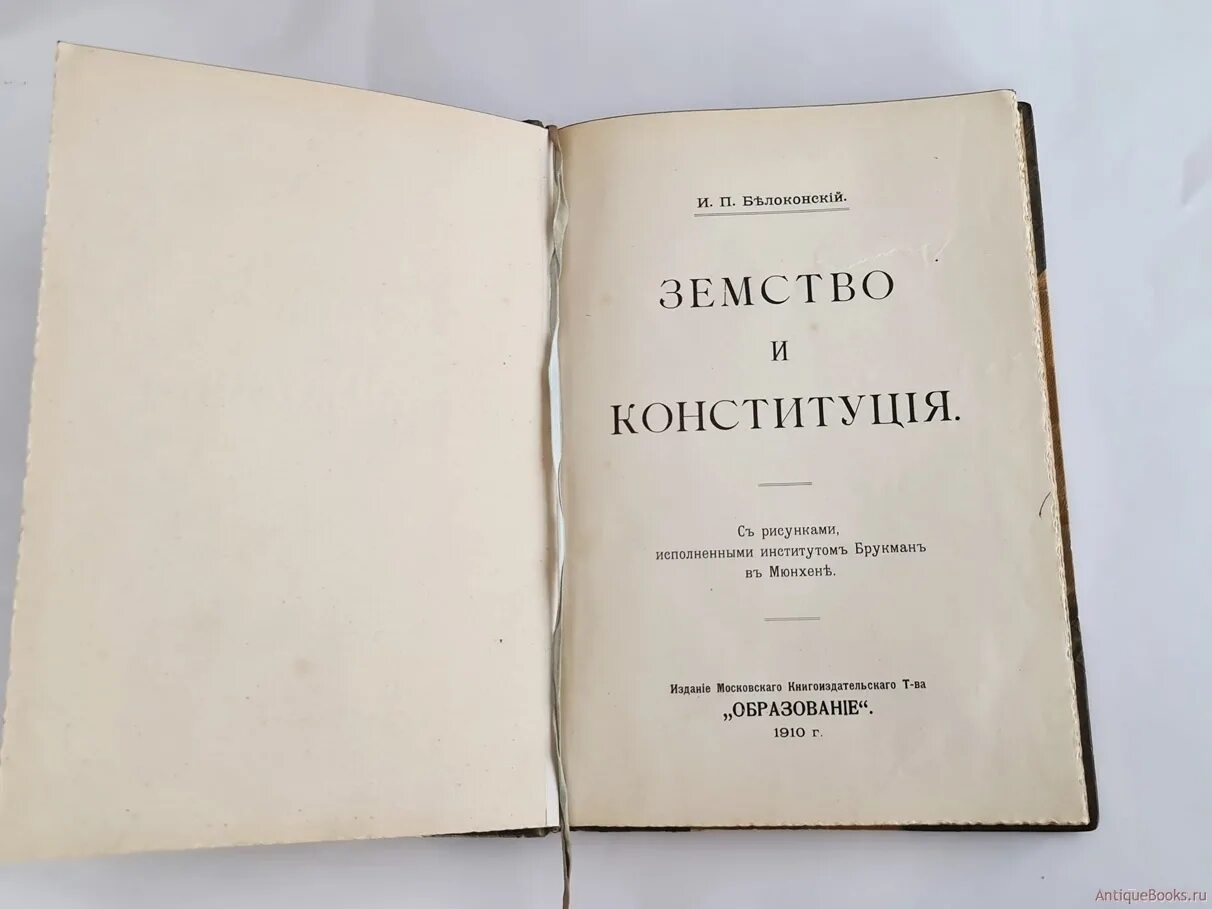 И. П. Бѣлоконскій.
ЗЕМСТВО
И
КОНСТИТУЦІЯ.
Съ рисунками,
исполненными институтомъ Брукманъ
въ Мюнхенѣ.
Изданіе Московскаго Книгоиздательскаго Т-ва
„ОБРАЗОВАНІЕ“.
1910 г.
AntiqueBooks.ru